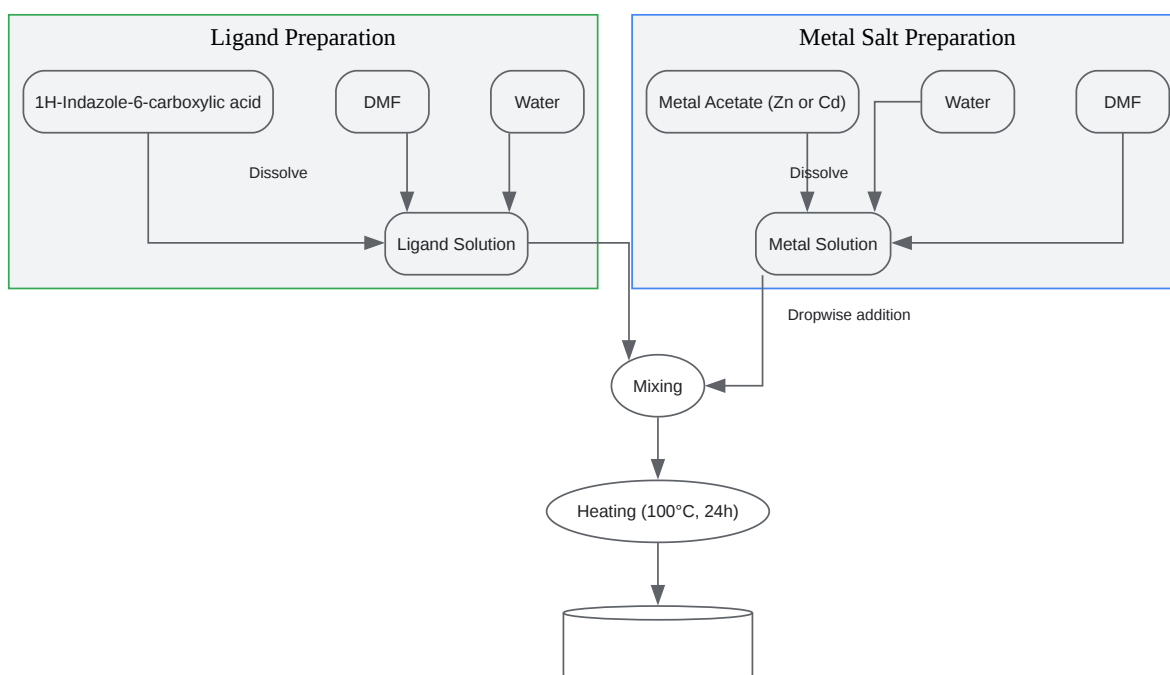 Ligand Preparation
1H-Indazole-6-carboxylic acid
DMF
Water
Dissolve
Ligand Solution
Metal Salt Preparation
Metal Acetate (Zn or Cd)
Water
DMF
Dissolve
Metal Solution
Dropwise addition
Mixing
Heating (100°C, 24h)